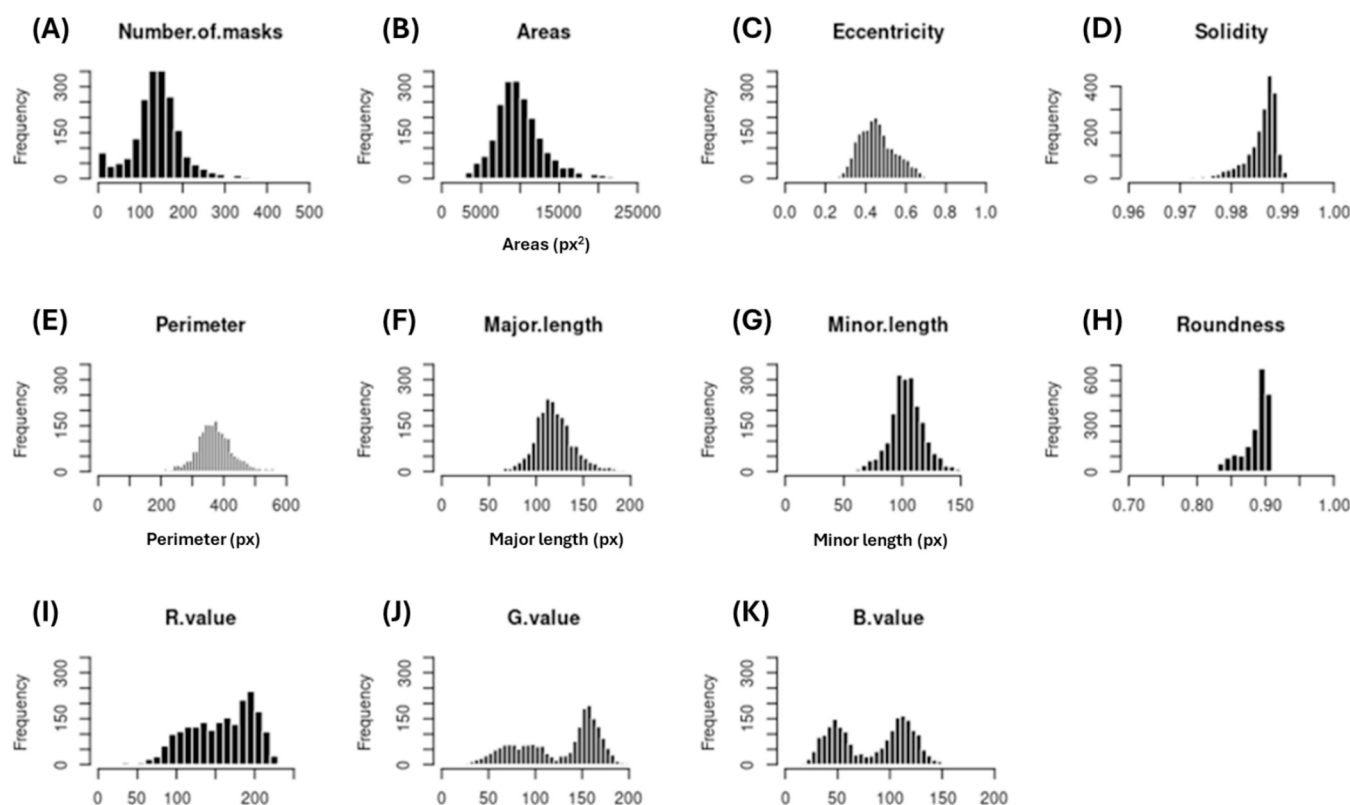 (A) Number.of.masks
Frequency
0 150 300
0 100 200 300 400 500
(B) Areas
Frequency
0 150 300
0 5000 15000 25000
Areas (px²)
(C) Eccentricity
Frequency
0 150 300
0.0 0.2 0.4 0.6 0.8 1.0
(D) Solidity
Frequency
0 200 400
0.96 0.97 0.98 0.99 1.00
(E) Perimeter
Frequency
0 150 300
0 200 400 600
Perimeter (px)
(F) Major.length
Frequency
0 150 300
0 50 100 150 200
Major length (px)
(G) Minor.length
Frequency
0 150 300
0 50 100 150
Minor length (px)
(H) Roundness
Frequency
0 300 600
0.70 0.80 0.90 1.00
(I) R.value
Frequency
0 150 300
0 50 100 200
(J) G.value
Frequency
0 150 300
0 50 100 150 200
(K) B.value
Frequency
0 150 300
0 50 100 150 200